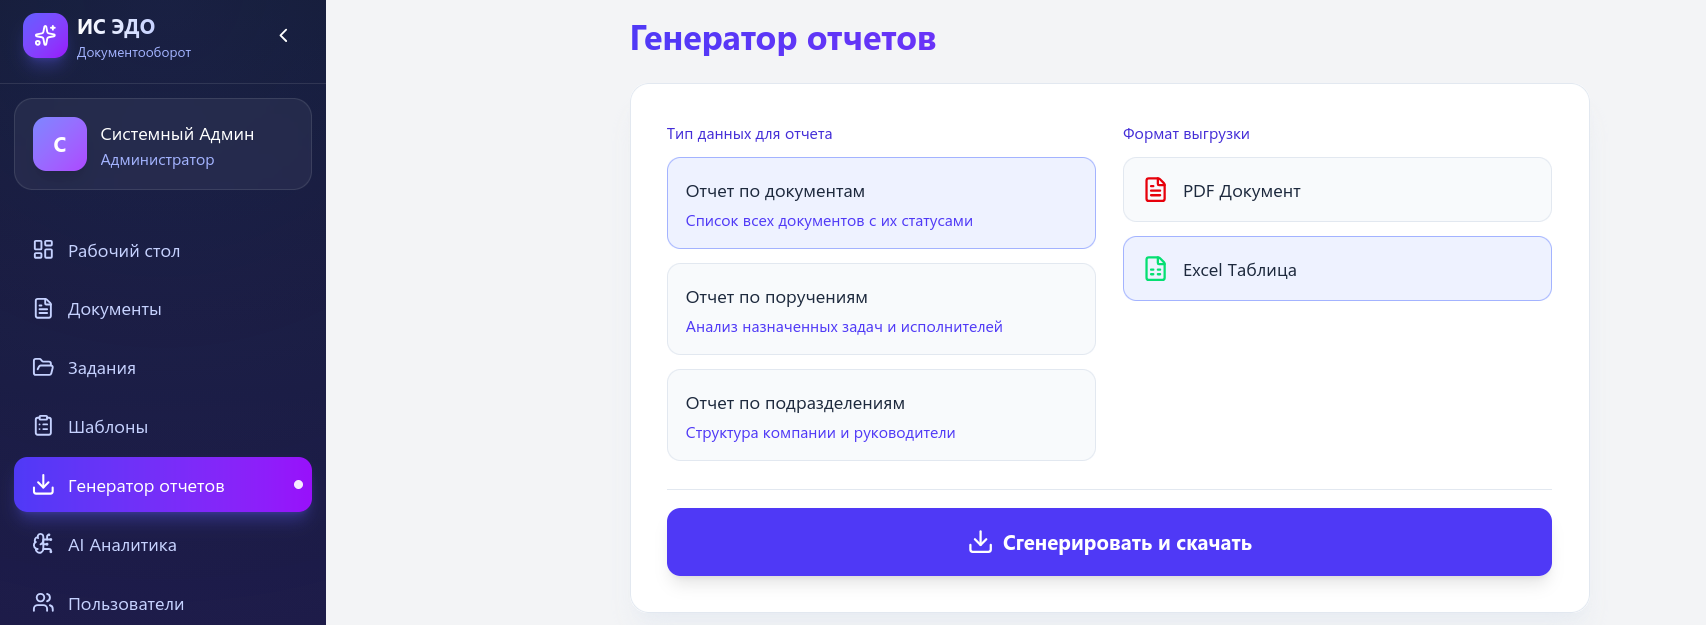 ИС ЭДО
Документооборот
С
Системный Админ
Администратор
Рабочий стол
Документы
Задания
Шаблоны
Генератор отчетов
AI Аналитика
Пользователи
Генератор отчетов
Тип данных для отчета
Отчет по документам
Список всех документов с их статусами
Отчет по поручениям
Анализ назначенных задач и исполнителей
Отчет по подразделениям
Структура компании и руководители
Формат выгрузки
PDF Документ
Excel Таблица
Сгенерировать и скачать